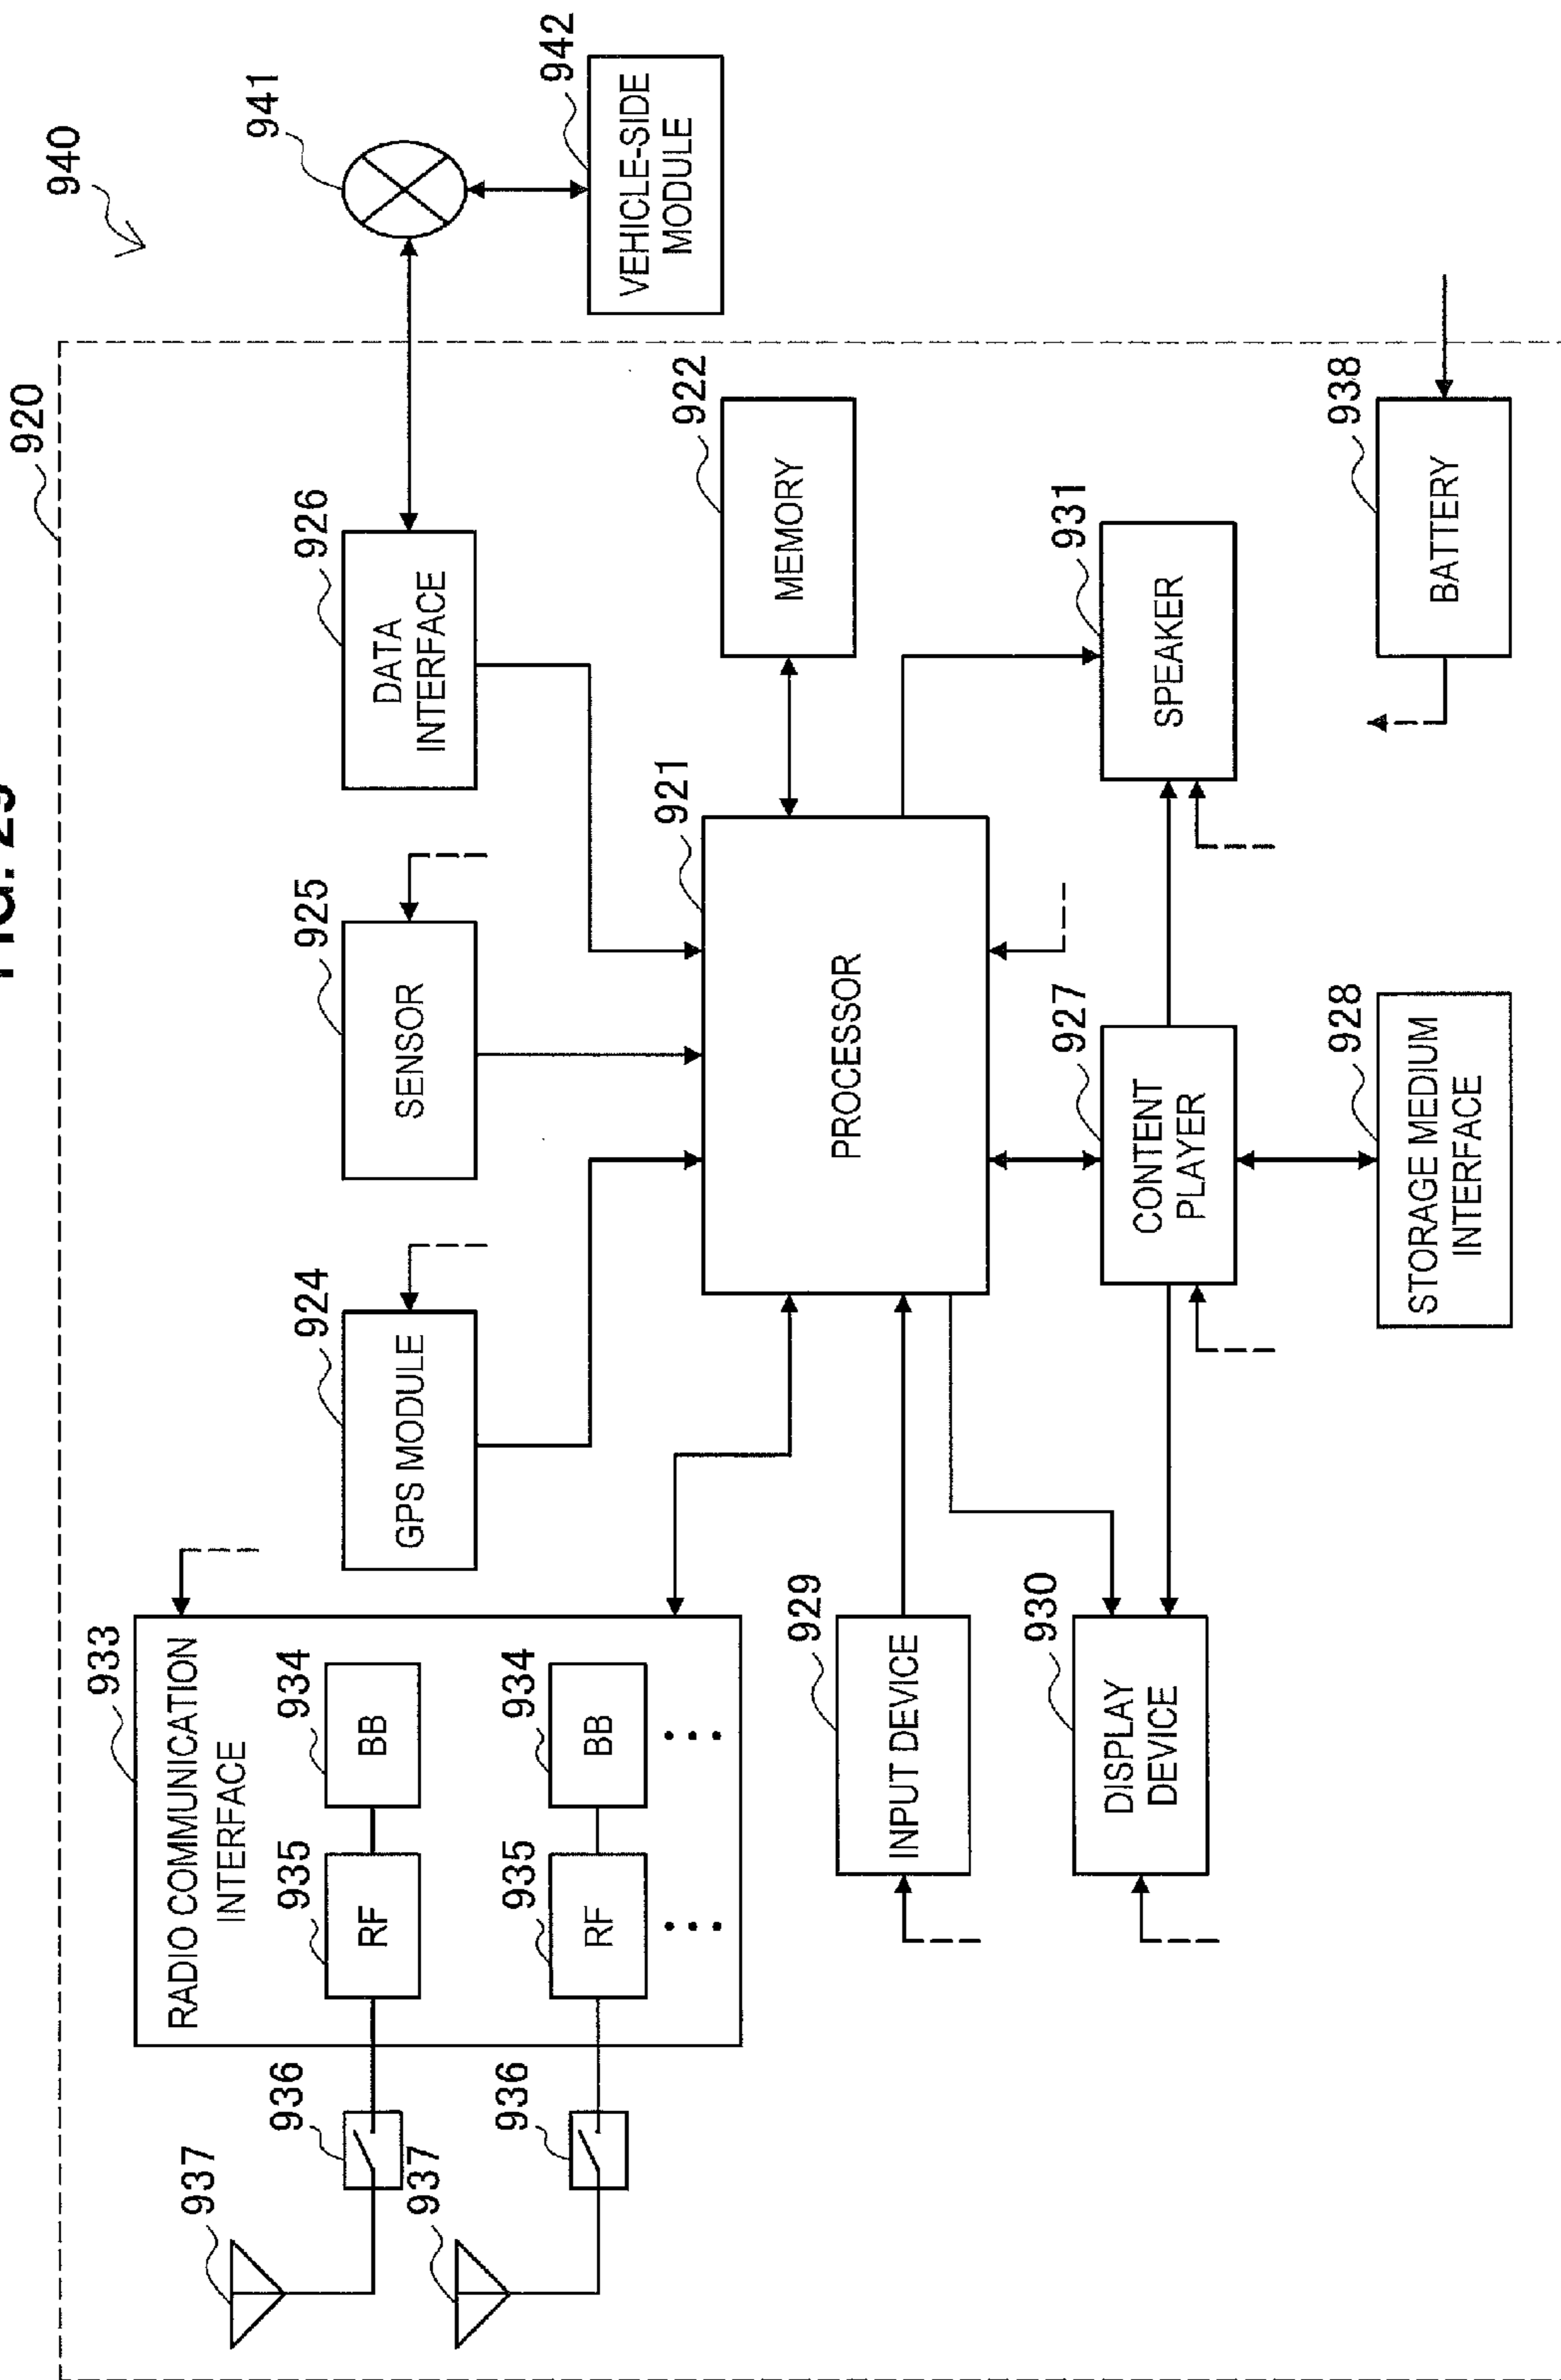 FIG.
920
940
933
RADIO COMMUNICATION
INTERFACE
937
936
935
RF
934
BB
937
936
935
RF
934
BB
924
GPS MODULE
925
SENSOR
926
DATA
INTERFACE
941
942
VEHICLE-SIDE
MODULE
921
PROCESSOR
922
MEMORY
929
INPUT DEVICE
930
DISPLAY
DEVICE
927
CONTENT
PLAYER
931
SPEAKER
928
STORAGE MEDIUM
INTERFACE
938
BATTERY